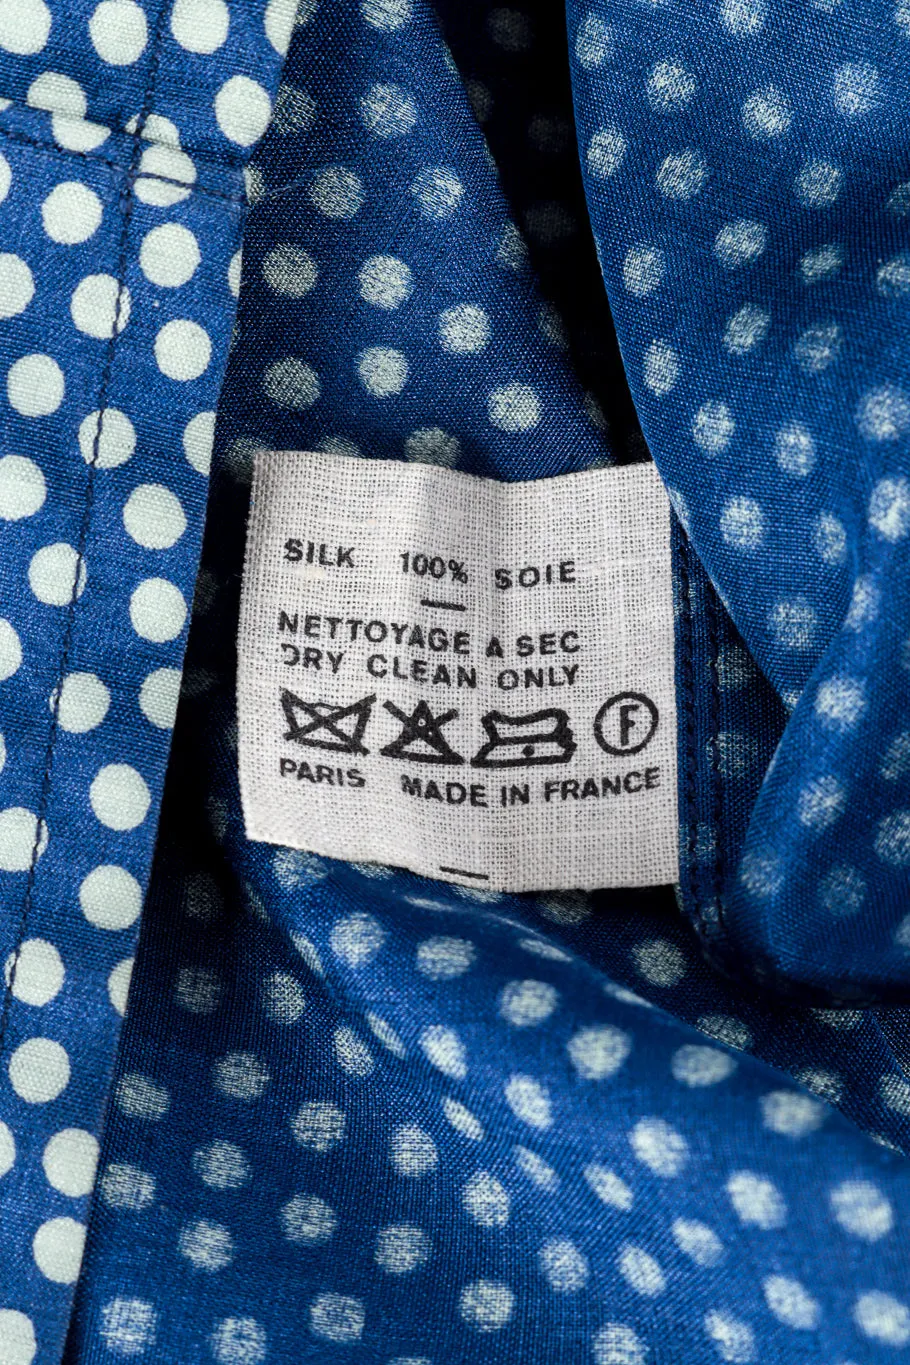 SILK 100% SOIE
NETTOYAGE A SEC
DRY CLEAN ONLY
F
PARIS MADE IN FRANCE